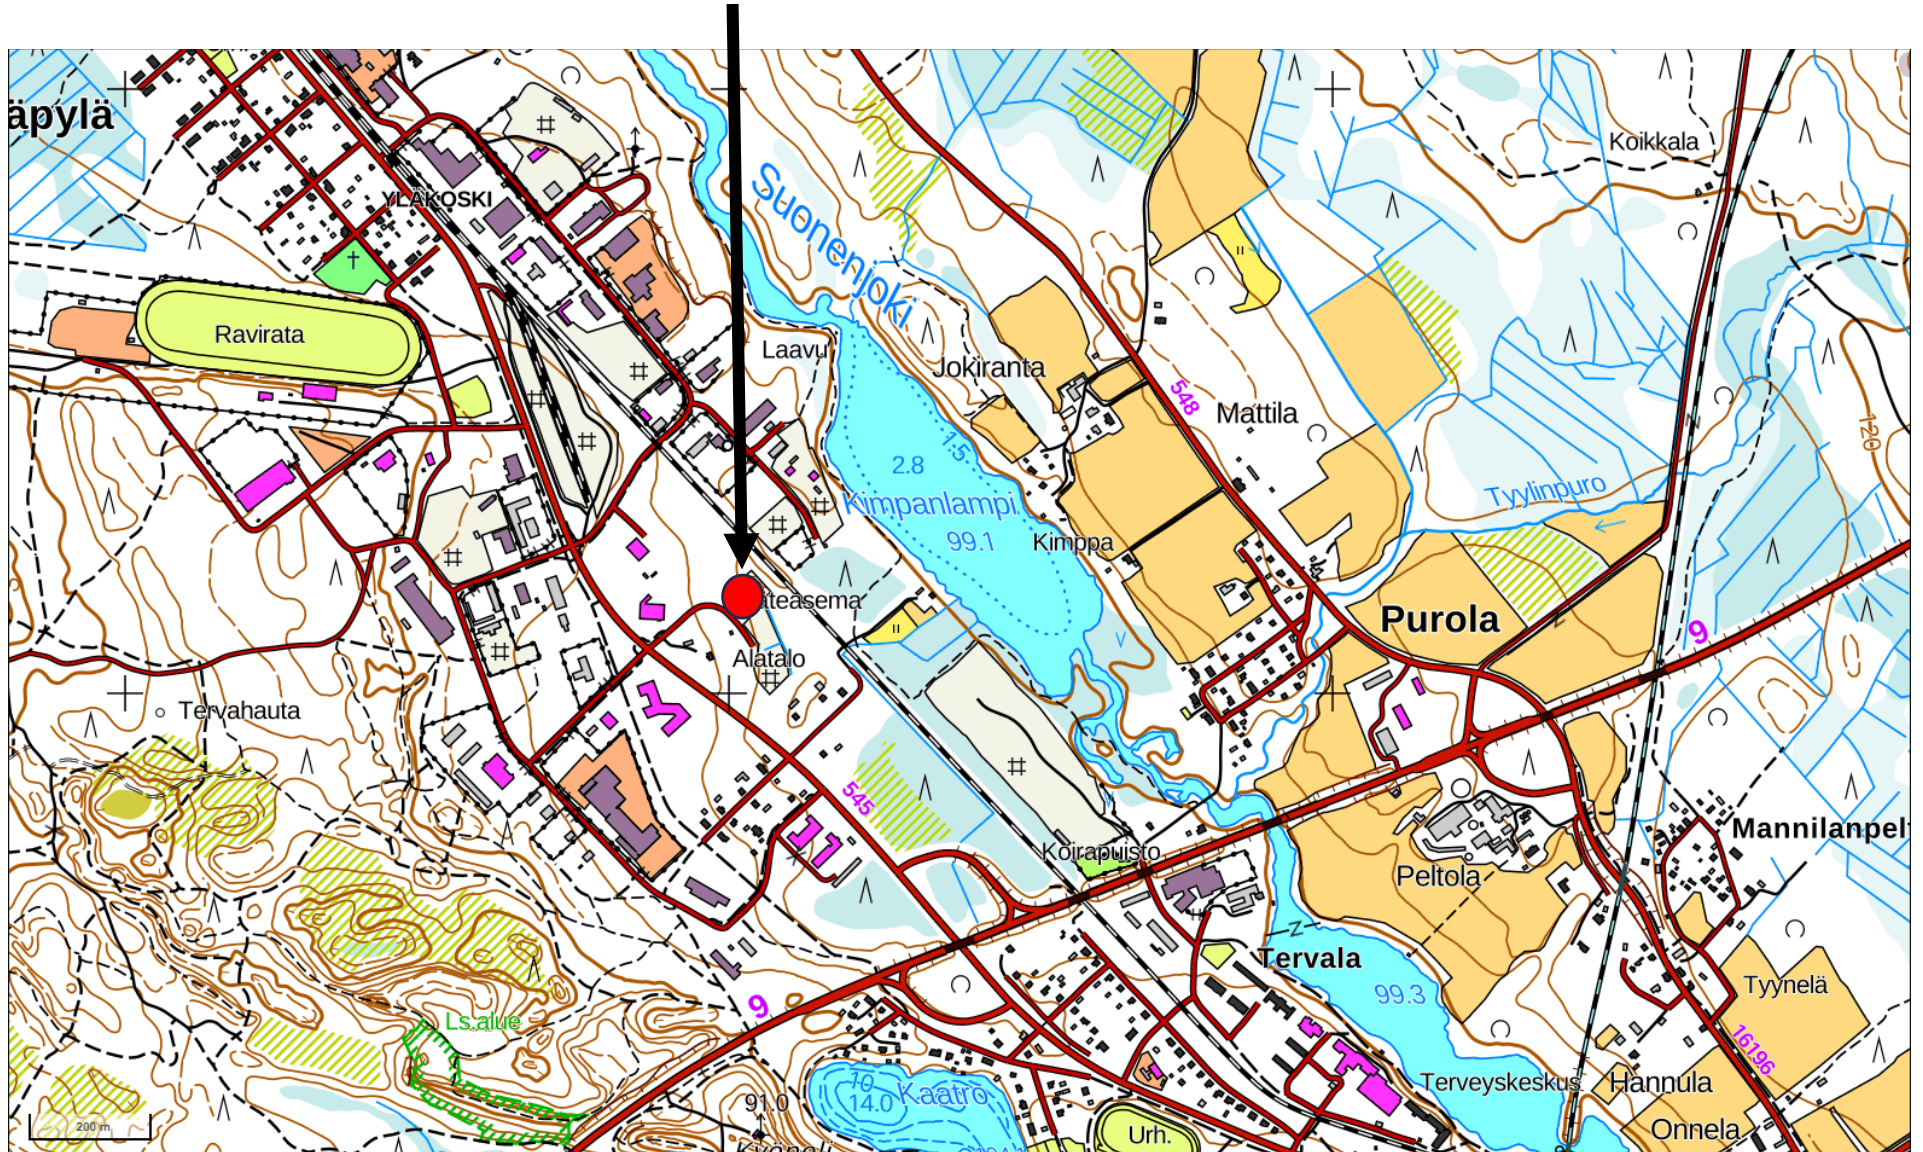 äpylä
Koikkala
YLÄKOSKI
Suonenjoki
Ravirata
Laavu
Jokiranta
548
Mattila
120
1.5
2.8
Kimpanlampi
99.1
Kimppa
Tyylinpuro
äteasema
Purola
9
Alatalo
Tervahauta
545
Koirapuisto
Mannilanpel
Peltola
Tervala
99.3
Tyynelä
9
Ls.alue
16196
Terveyskeskus
Hannula
10
14.0
Kaatro
91.0
200 m
Urh.
Onnela